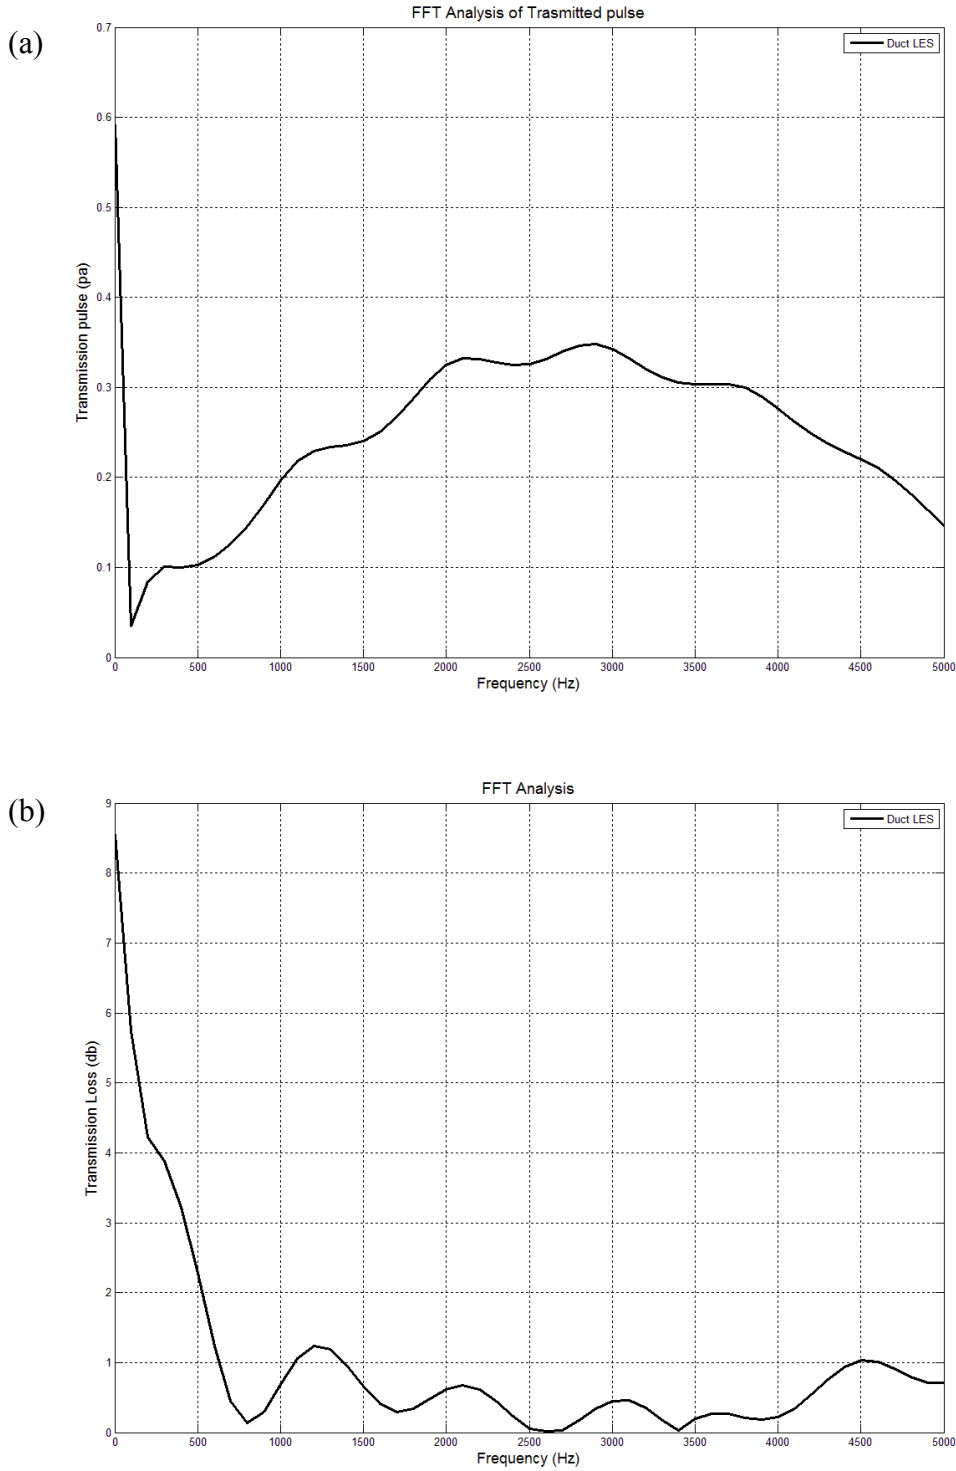 (a)
FFT Analysis of Trasmitted pulse
Duct LES
Transmission pulse (pa)
0.7
0.6
0.5
0.4
0.3
0.2
0.1
0
0 500 1000 1500 2000 2500 3000 3500 4000 4500 5000
Frequency (Hz)
(b)
FFT Analysis
Duct LES
Transmission Loss (db)
9
8
7
6
5
4
3
2
1
0
0 500 1000 1500 2000 2500 3000 3500 4000 4500 5000
Frequency (Hz)